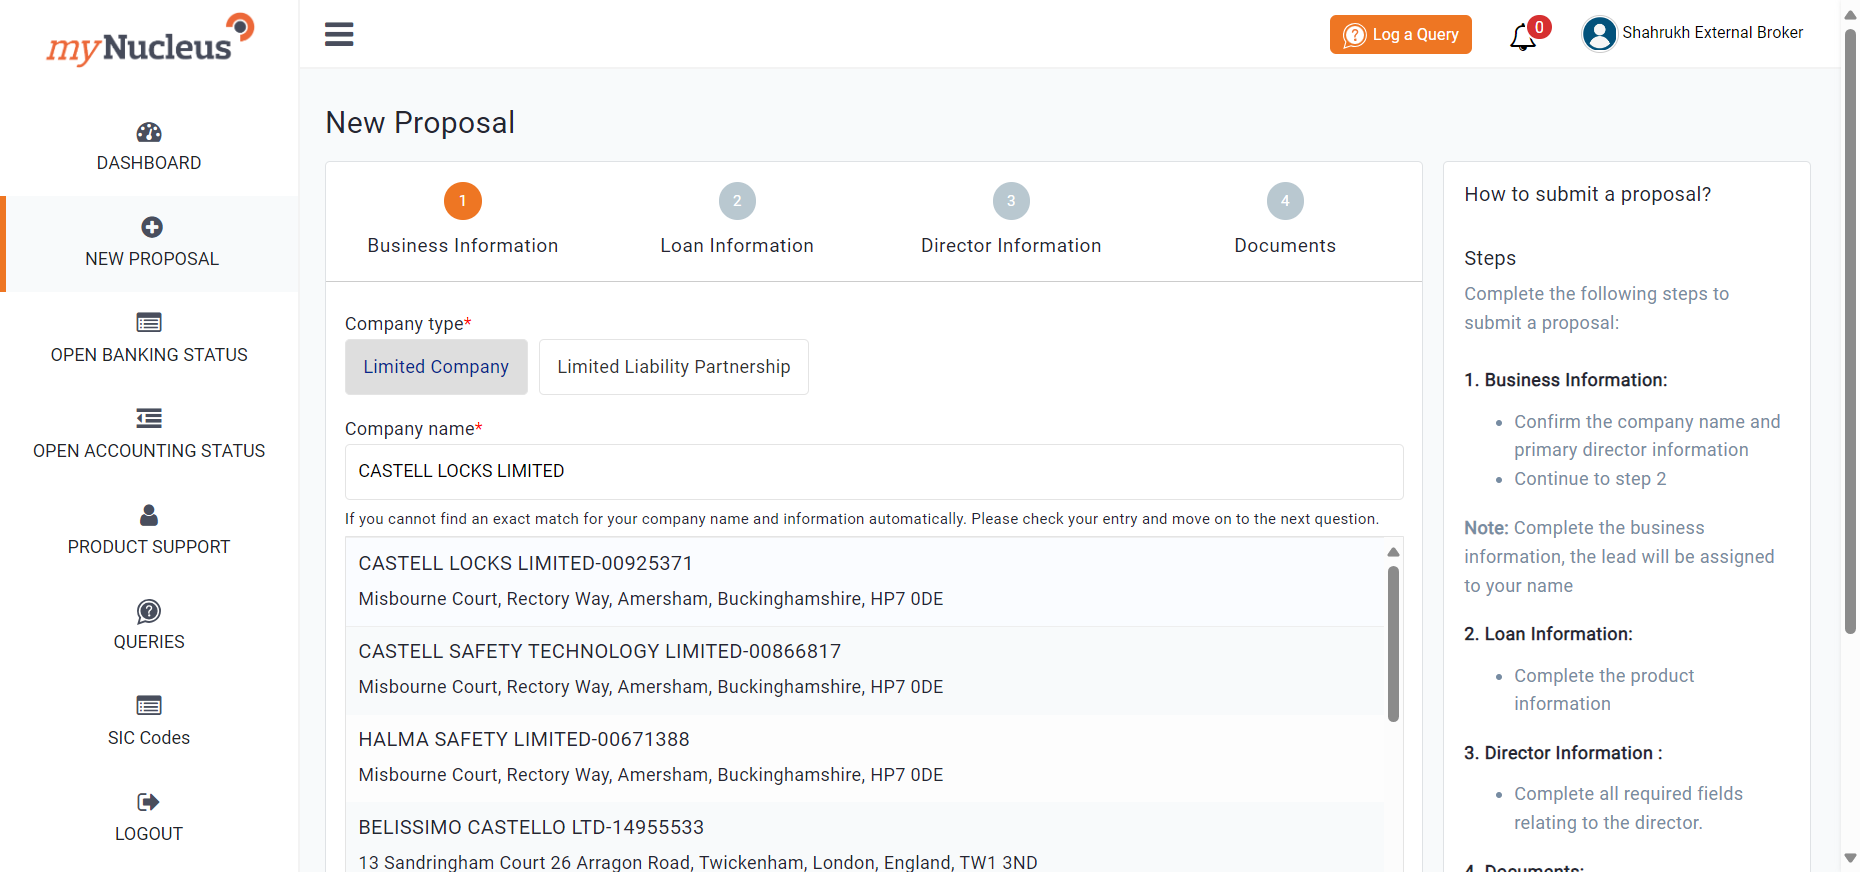 myNucleus
DASHBOARD
NEW PROPOSAL
OPEN BANKING STATUS
OPEN ACCOUNTING STATUS
PRODUCT SUPPORT
QUERIES
SIC Codes
LOGOUT
Log a Query
0
Shahrukh External Broker
New Proposal
1
Business Information
2
Loan Information
3
Director Information
4
Documents
Company type*
Limited Company
Limited Liability Partnership
Company name*
CASTELL LOCKS LIMITED
If you cannot find an exact match for your company name and information automatically. Please check your entry and move on to the next question.
CASTELL LOCKS LIMITED-00925371
Misbourne Court, Rectory Way, Amersham, Buckinghamshire, HP7 0DE
CASTELL SAFETY TECHNOLOGY LIMITED-00866817
Misbourne Court, Rectory Way, Amersham, Buckinghamshire, HP7 0DE
HALMA SAFETY LIMITED-00671388
Misbourne Court, Rectory Way, Amersham, Buckinghamshire, HP7 0DE
BELISSIMO CASTELLO LTD-14955533
13 Sandringham Court 26 Arragon Road, Twickenham, London, England, TW1 3ND
How to submit a proposal?
Steps
Complete the following steps to
submit a proposal:
1. Business Information:
• Confirm the company name and
primary director information
• Continue to step 2
Note: Complete the business
information, the lead will be assigned
to your name
2. Loan Information:
• Complete the product
information
3. Director Information :
• Complete all required fields
relating to the director.
4. Documents: